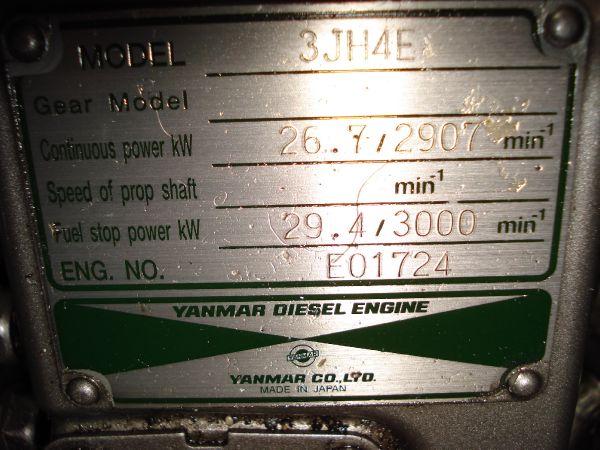 MODEL 3JH4E
Gear Model
Continuous power kW 26.7/2907 min-1
Speed of prop shaft min-1
Fuel stop power kW 29.4/3000 min-1
ENG. NO. E01724
YANMAR DIESEL ENGINE
YANMAR
YANMAR CO.,LTD.
MADE IN JAPAN